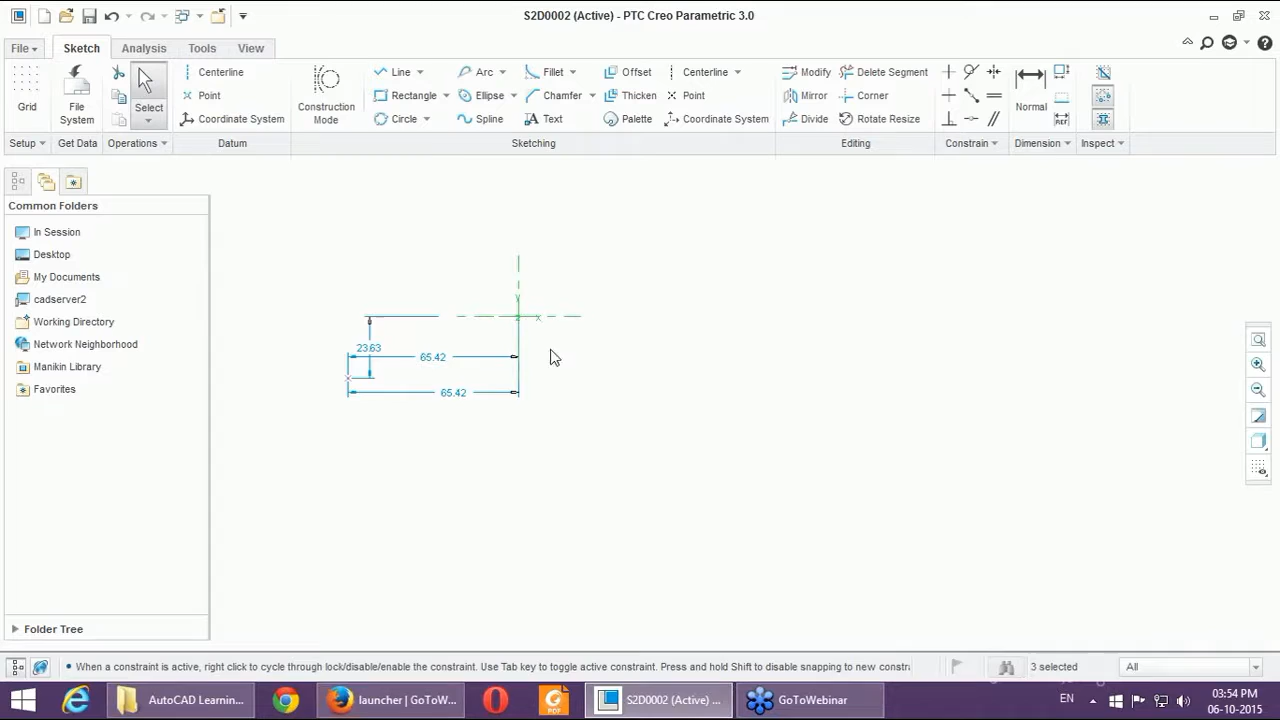 S2D0002 (Active) - PTC Creo Parametric 3.0
File
Sketch
Analysis
Tools
View
Grid
File System
Select
Centerline
Point
Coordinate System
Construction Mode
Line
Rectangle
Circle
Arc
Ellipse
Spline
Fillet
Chamfer
Text
Offset
Thicken
Palette
Centerline
Point
Coordinate System
Modify
Mirror
Divide
Delete Segment
Corner
Rotate Resize
Normal
REF
Setup
Get Data
Operations
Datum
Sketching
Editing
Constrain
Dimension
Inspect
Common Folders
In Session
Desktop
My Documents
cadserver2
Working Directory
Network Neighborhood
Manikin Library
Favorites
Folder Tree
Y
X
23.63
65.42
65.42
When a constraint is active, right click to cycle through lock/disable/enable the constraint. Use Tab key to toggle active constraint. Press and hold Shift to disable snapping to new constra
3 selected
All
AutoCAD Learnin...
launcher | GoToW...
PDF
S2D0002 (Active) ...
GoToWebinar
EN
03:54 PM
06-10-2015